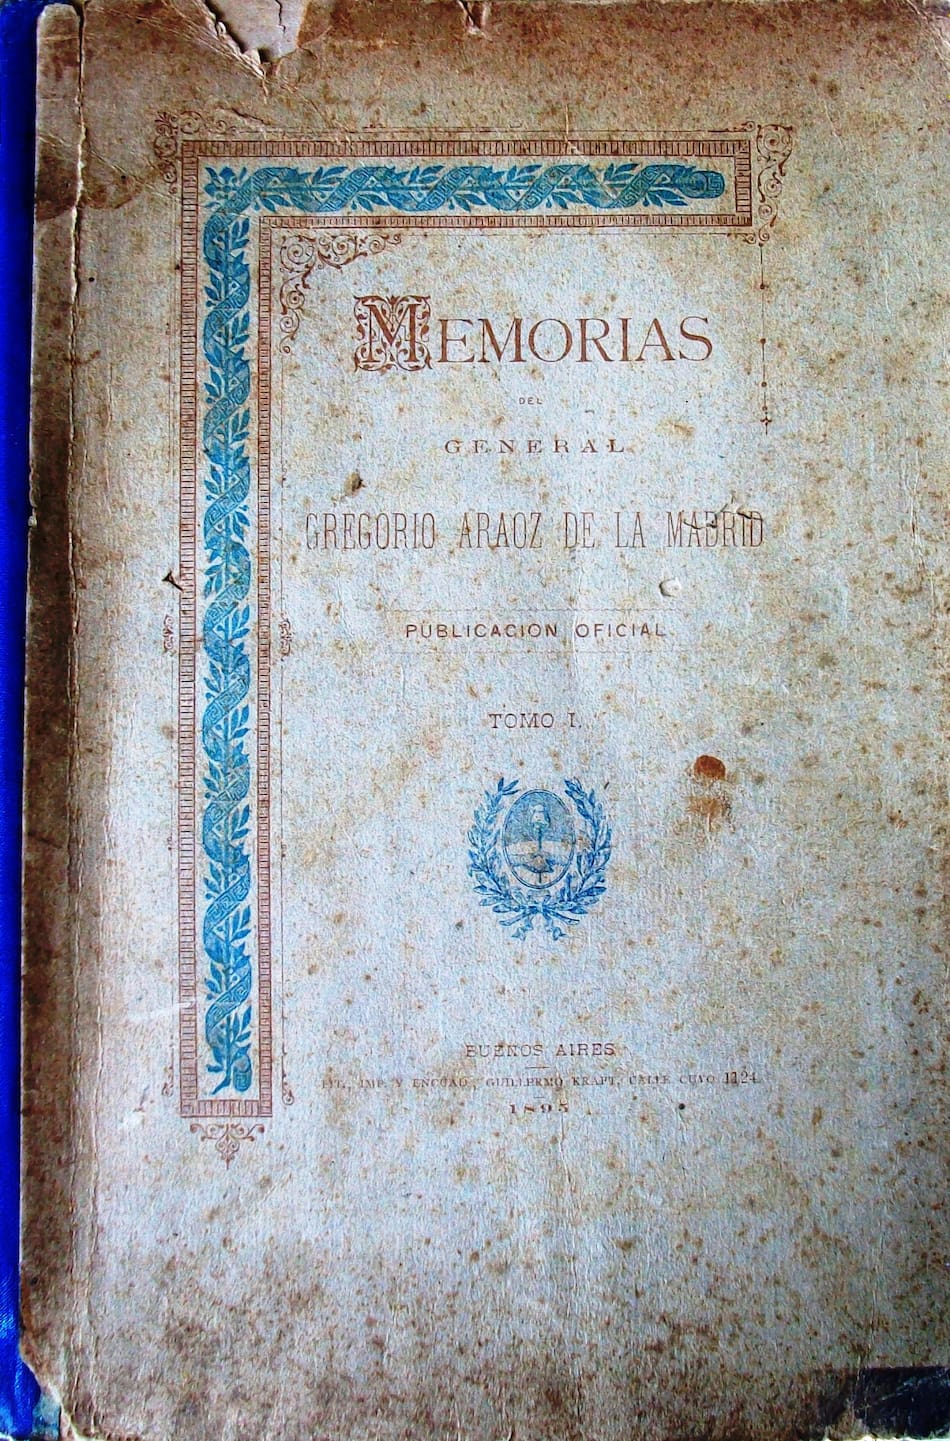 MEMORIAS
DEL
GENERAL
GREGORIO ARAOZ DE LA MADRID
PUBLICACION OFICIAL
TOMO I.
BUENOS AIRES
LIT., IMP. Y ENCUAD., GUILLERMO KRAFT, CALLE CUYO 1124
1895